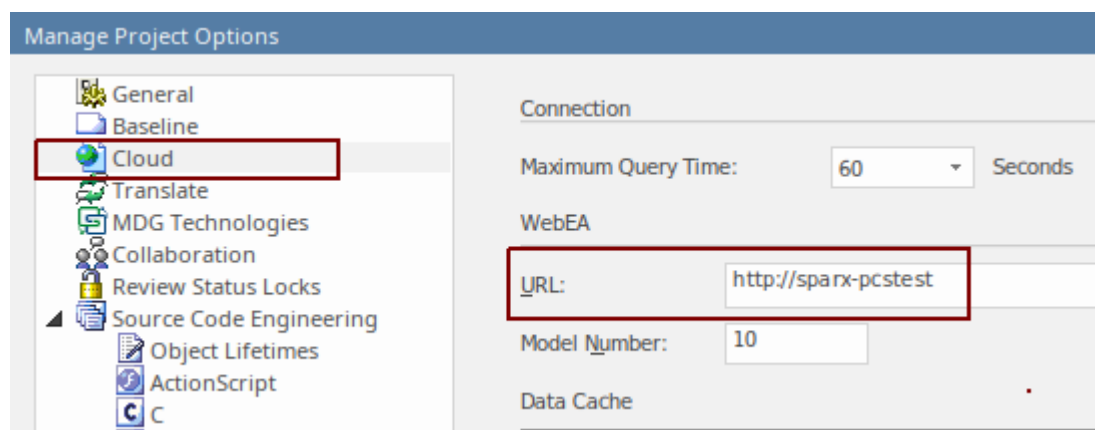 Manage Project Options
General
Baseline
Cloud
Translate
MDG Technologies
Collaboration
Review Status Locks
Source Code Engineering
Object Lifetimes
ActionScript
C
Connection
Maximum Query Time: 60 Seconds
WebEA
URL: http://sparx-pcstest
Model Number: 10
Data Cache